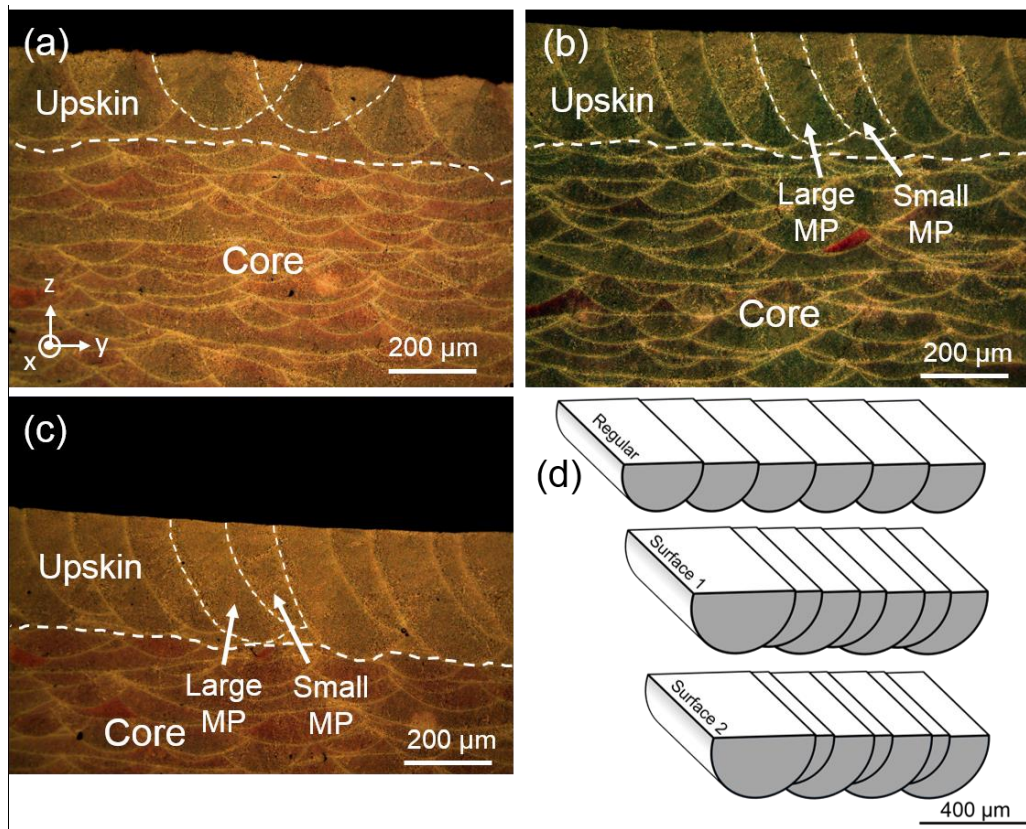 (a)
Upskin
Core
z
y
x
200 µm
(b)
Upskin
Large
MP
Small
MP
Core
200 µm
(c)
Upskin
Large
MP
Small
MP
Core
200 µm
(d)
Regular
Surface 1
Surface 2
400 µm